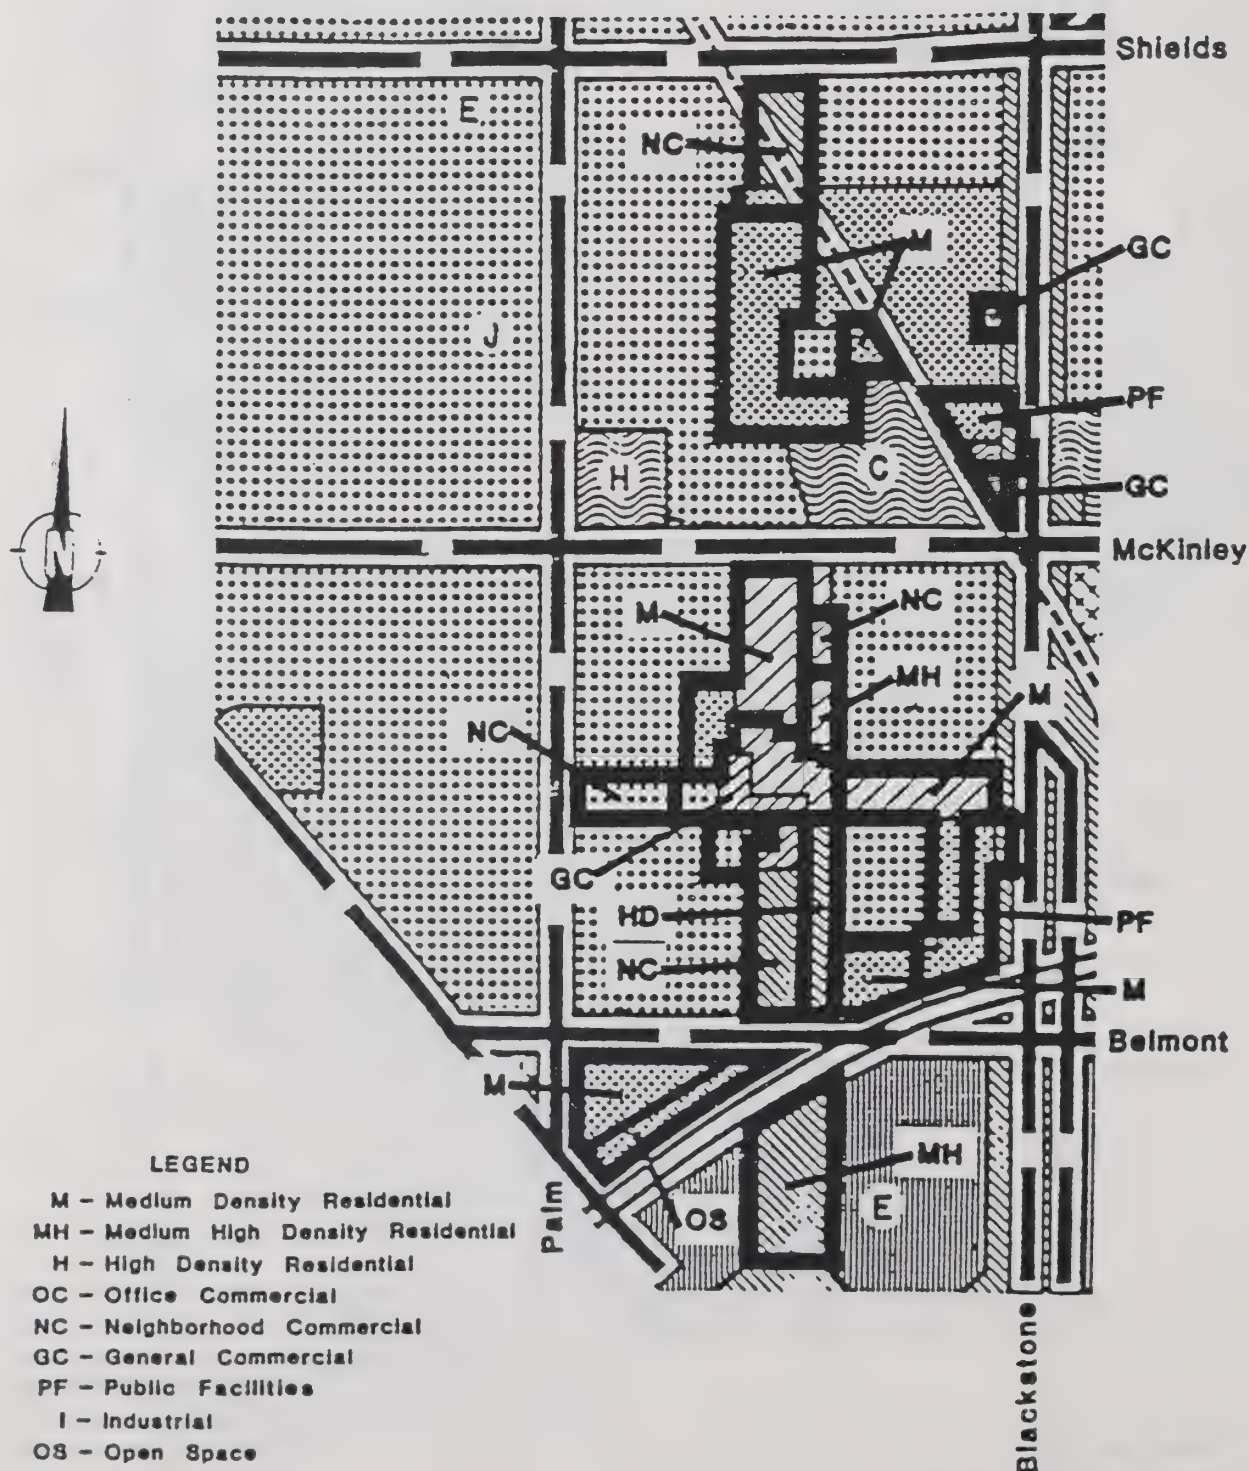 Shields
E
NC
M
GC
J
PF
H
C
GC
N
McKinley
M
NC
MH
M
NC
GC
HD
PF
NC
M
Belmont
M
MH
E
OS
Palm
Blackstone
LEGEND
M - Medium Density Residential
MH - Medium High Density Residential
H - High Density Residential
OC - Office Commercial
NC - Neighborhood Commercial
GC - General Commercial
PF - Public Facilities
I - Industrial
OS - Open Space